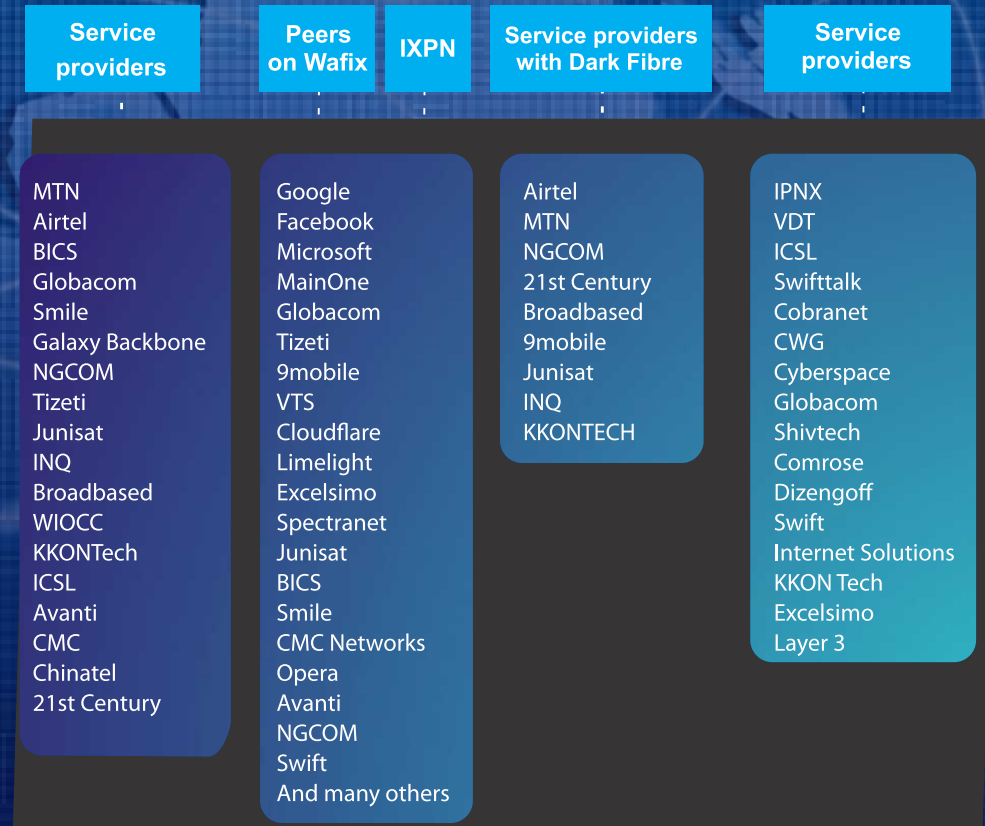 Service
providers
Peers
on Wafix
IXPN
Service providers
with Dark Fibre
Service
providers
MTN
Airtel
BICS
Globacom
Smile
Galaxy Backbone
NGCOM
Tizeti
Junisat
INQ
Broadbased
WIOCC
KKONTech
ICSL
Avanti
CMC
Chinatel
21st Century
Google
Facebook
Microsoft
MainOne
Globacom
Tizeti
9mobile
VTS
Cloudflare
Limelight
Excelsimo
Spectranet
Junisat
BICS
Smile
CMC Networks
Opera
Avanti
NGCOM
Swift
And many others
Airtel
MTN
NGCOM
21st Century
Broadbased
9mobile
Junisat
INQ
KKONTECH
IPNX
VDT
ICSL
Swifttalk
Cobranet
CWG
Cyberspace
Globacom
Shivtech
Comrose
Dizengoff
Swift
Internet Solutions
KKON Tech
Excelsimo
Layer 3